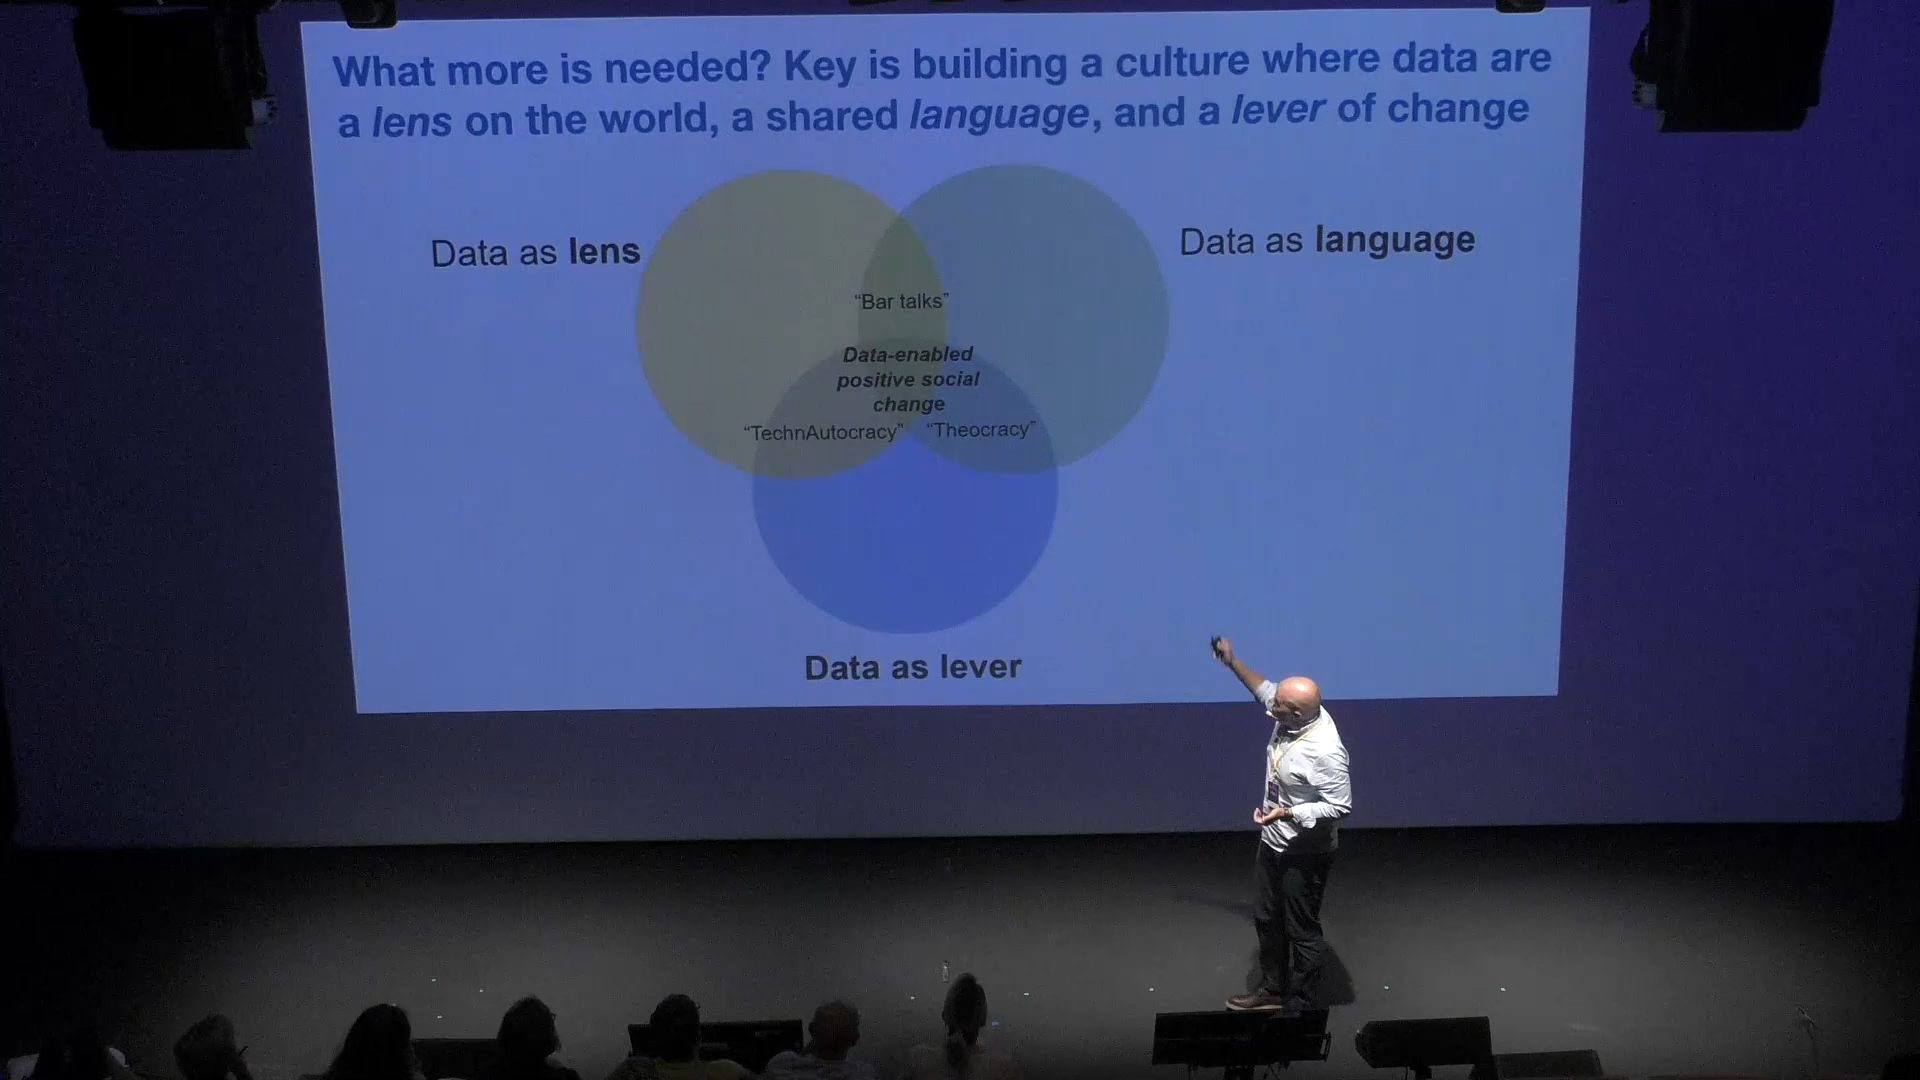 What more is needed? Key is building a culture where data are
a lens on the world, a shared language, and a lever of change
Data as lens
Data as language
“Bar talks”
Data-enabled
positive social
change
“TechnAutocracy”
“Theocracy”
Data as lever